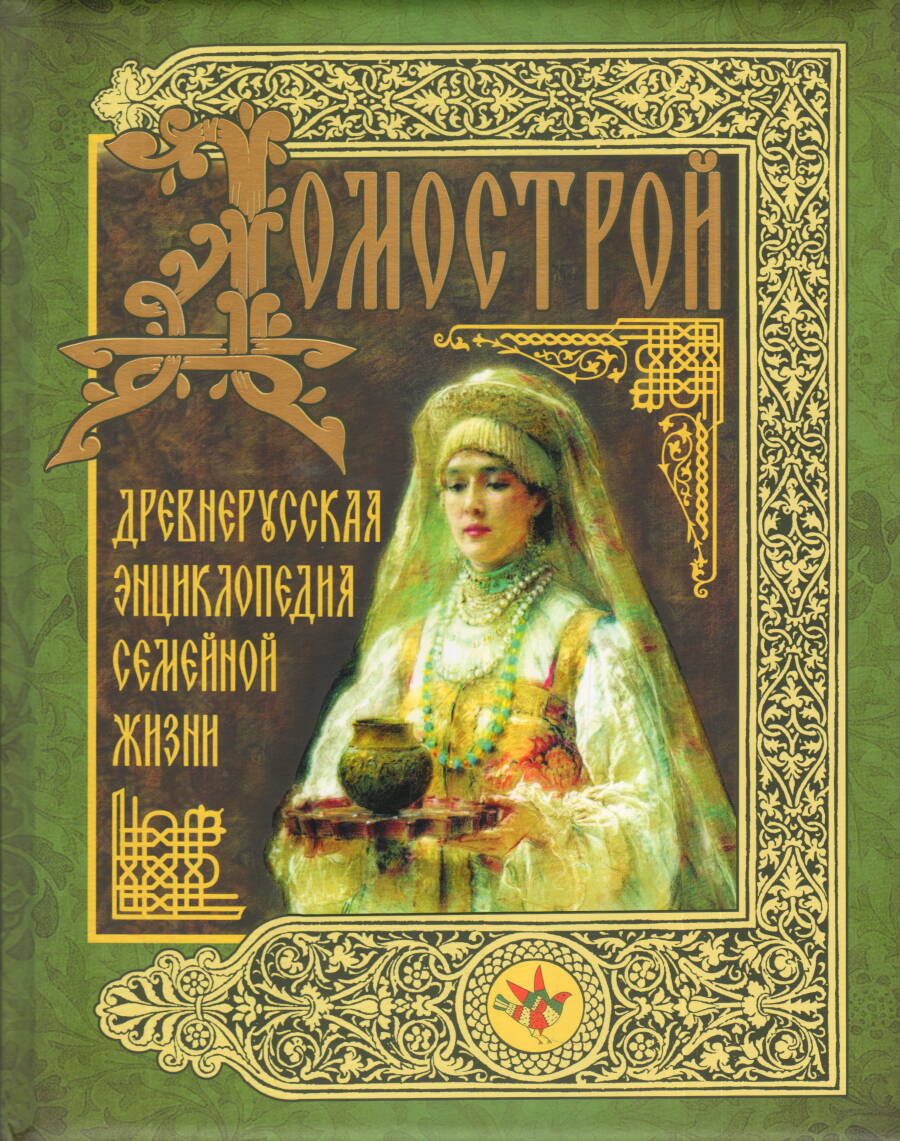 ДОМОСТРОЙ
ДРЕВНЕРУССКАЯ
ЭНЦИКЛОПЕДИЯ
СЕМЕЙНОЙ
ЖИЗНИ